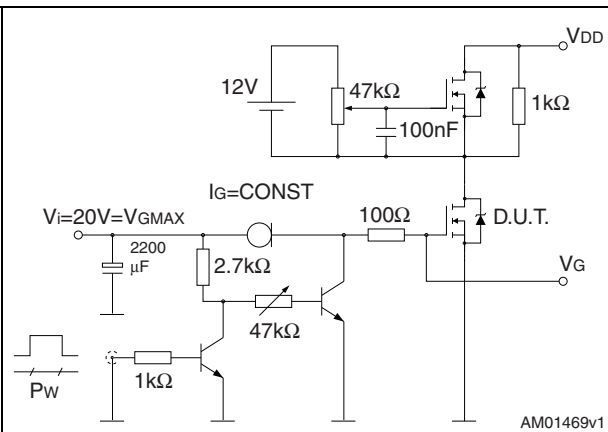 VDD
12V
47kΩ
1kΩ
100nF
IG=CONST
Vi=20V=VGMAX
100Ω
D.U.T.
2200
μF
2.7kΩ
VG
47kΩ
1kΩ
PW
AM01469v1